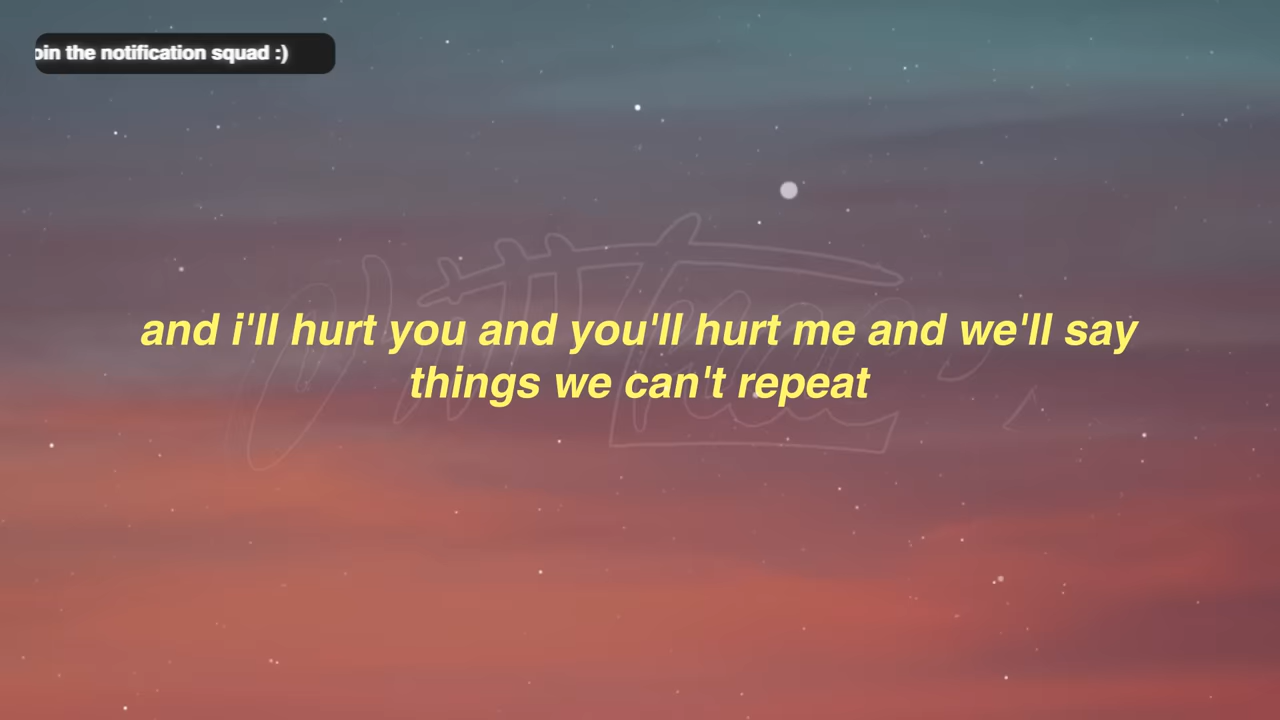 oin the notification squad :)
and i'll hurt you and you'll hurt me and we'll say
things we can't repeat